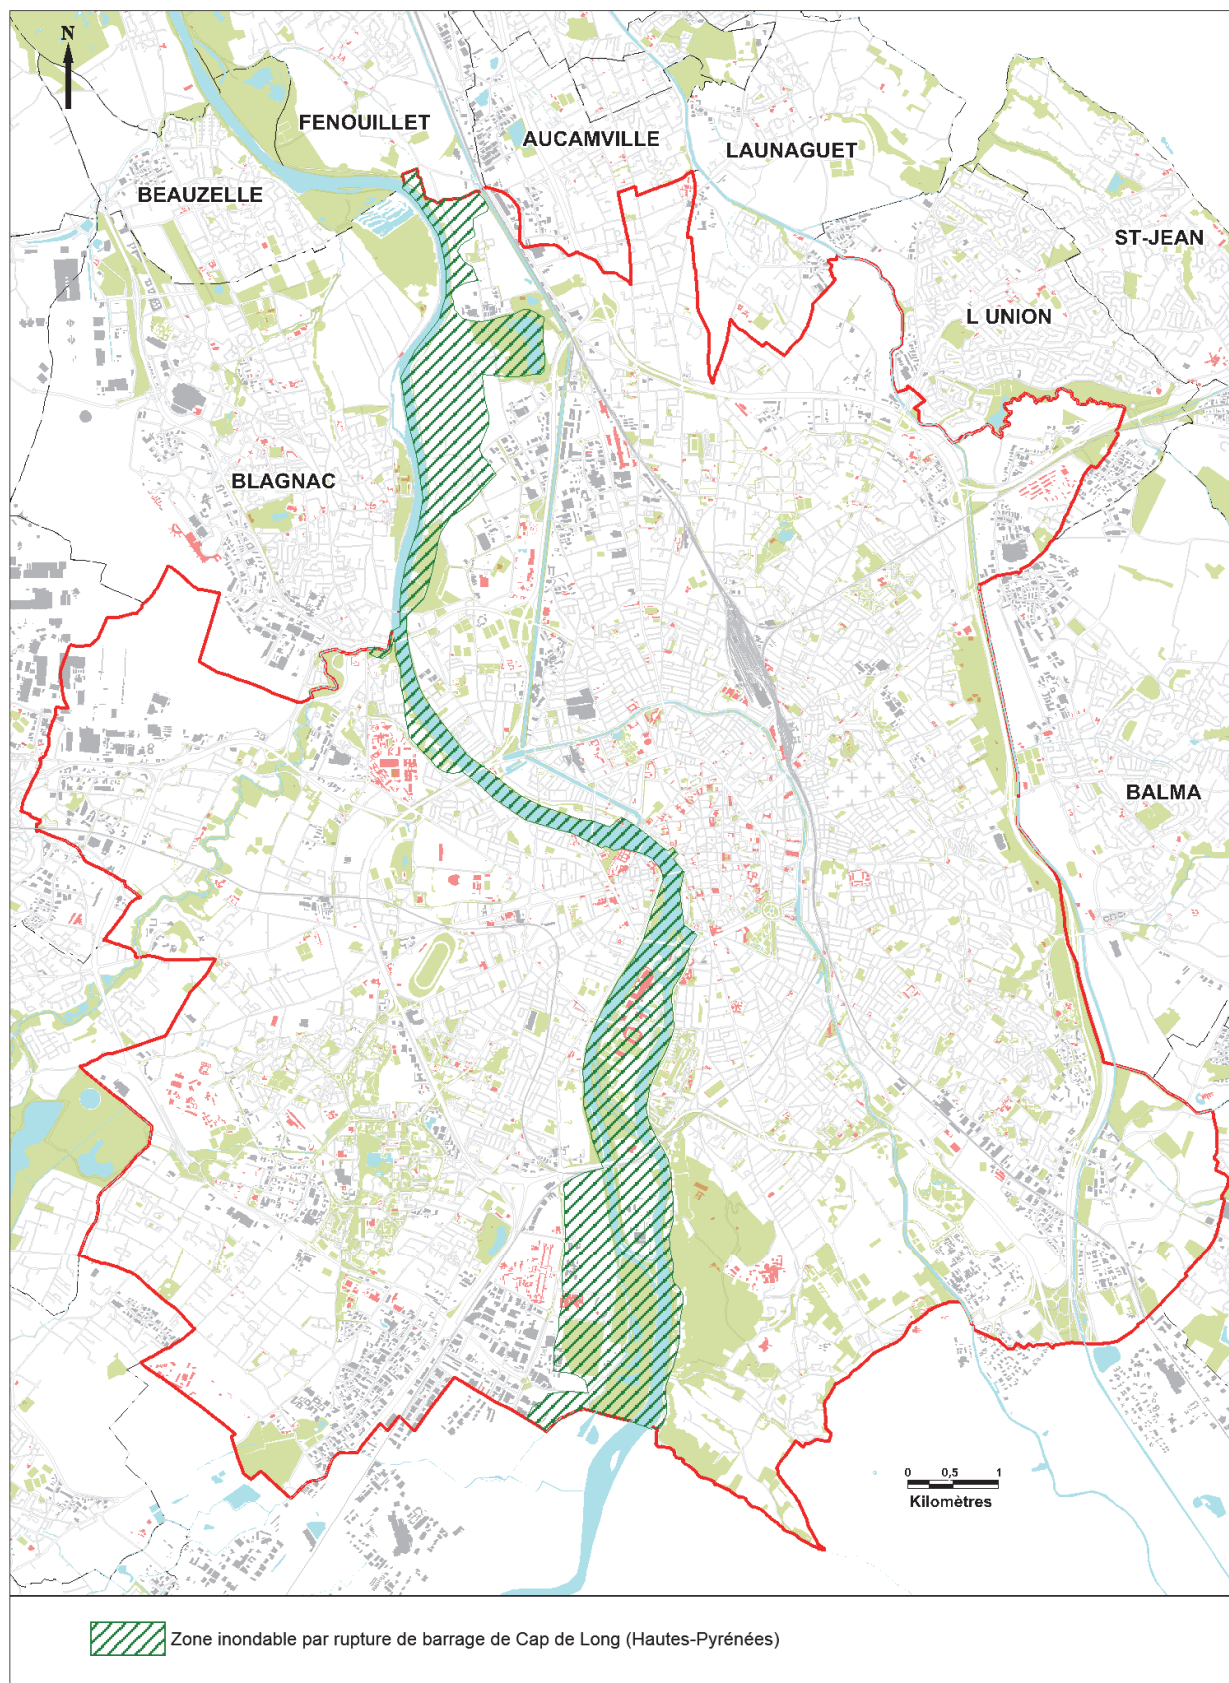 N
FENOUILLET
AUCAMVILLE
LAUNAGUET
BEAUZELLE
ST-JEAN
L UNION
BLAGNAC
BALMA
0 0,5 1
Kilomètres
Zone inondable par rupture de barrage de Cap de Long (Hautes-Pyrénées)